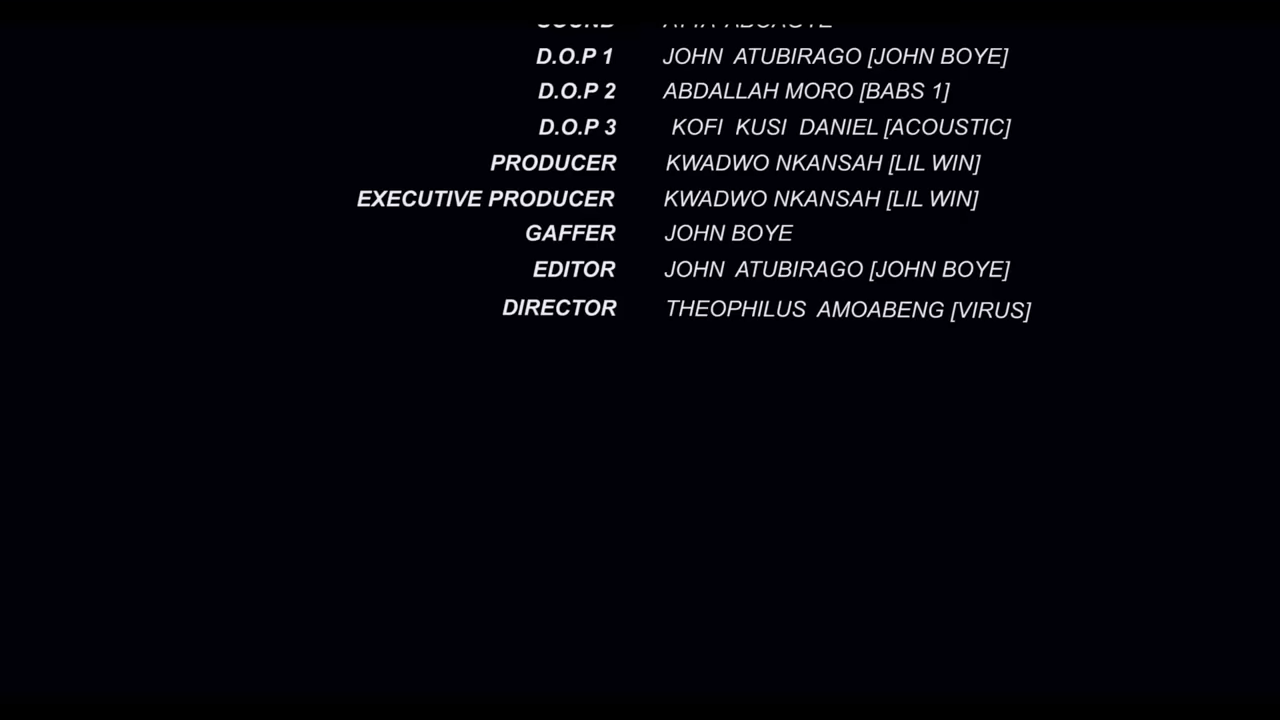 SOUND
D.O.P 1 JOHN ATUBIRAGO [JOHN BOYE]
D.O.P 2 ABDALLAH MORO [BABS 1]
D.O.P 3 KOFI KUSI DANIEL [ACOUSTIC]
PRODUCER KWADWO NKANSAH [LIL WIN]
EXECUTIVE PRODUCER KWADWO NKANSAH [LIL WIN]
GAFFER JOHN BOYE
EDITOR JOHN ATUBIRAGO [JOHN BOYE]
DIRECTOR THEOPHILUS AMOABENG [VIRUS]